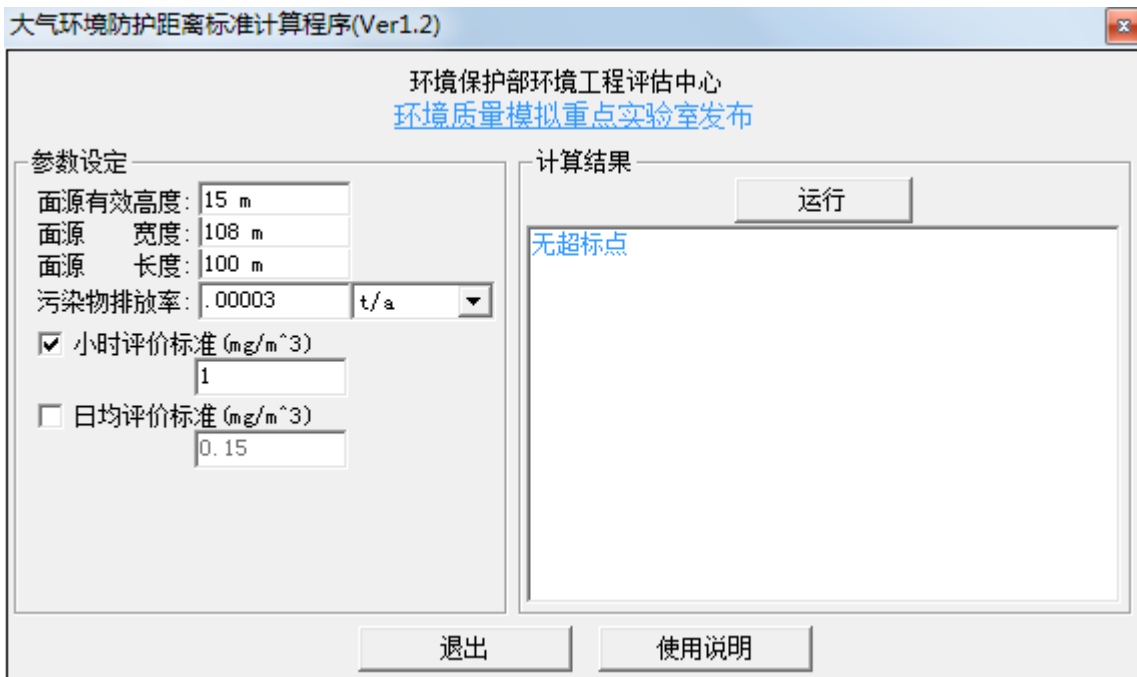 大气环境防护距离标准计算程序(Ver1.2)
环境保护部环境工程评估中心
环境质量模拟重点实验室发布
参数设定
面源有效高度: 15 m
面源 宽度: 108 m
面源 长度: 100 m
污染物排放率: .00003 t/a
小时评价标准(mg/m^3)
1
日均评价标准(mg/m^3)
0.15
计算结果
运行
无超标点
退出 使用说明